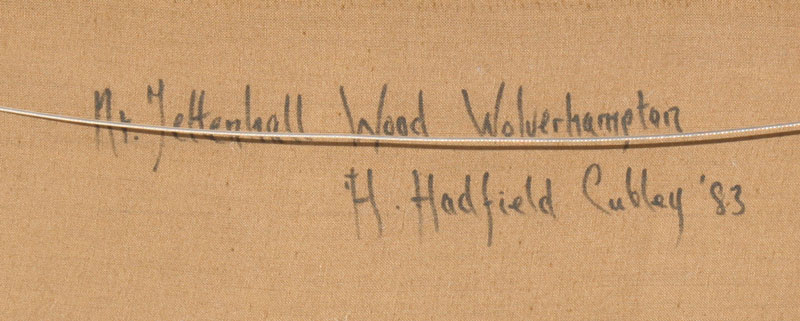 Nr. Tettenhall Wood Wolverhampton
H. Hadfield Cubley '83